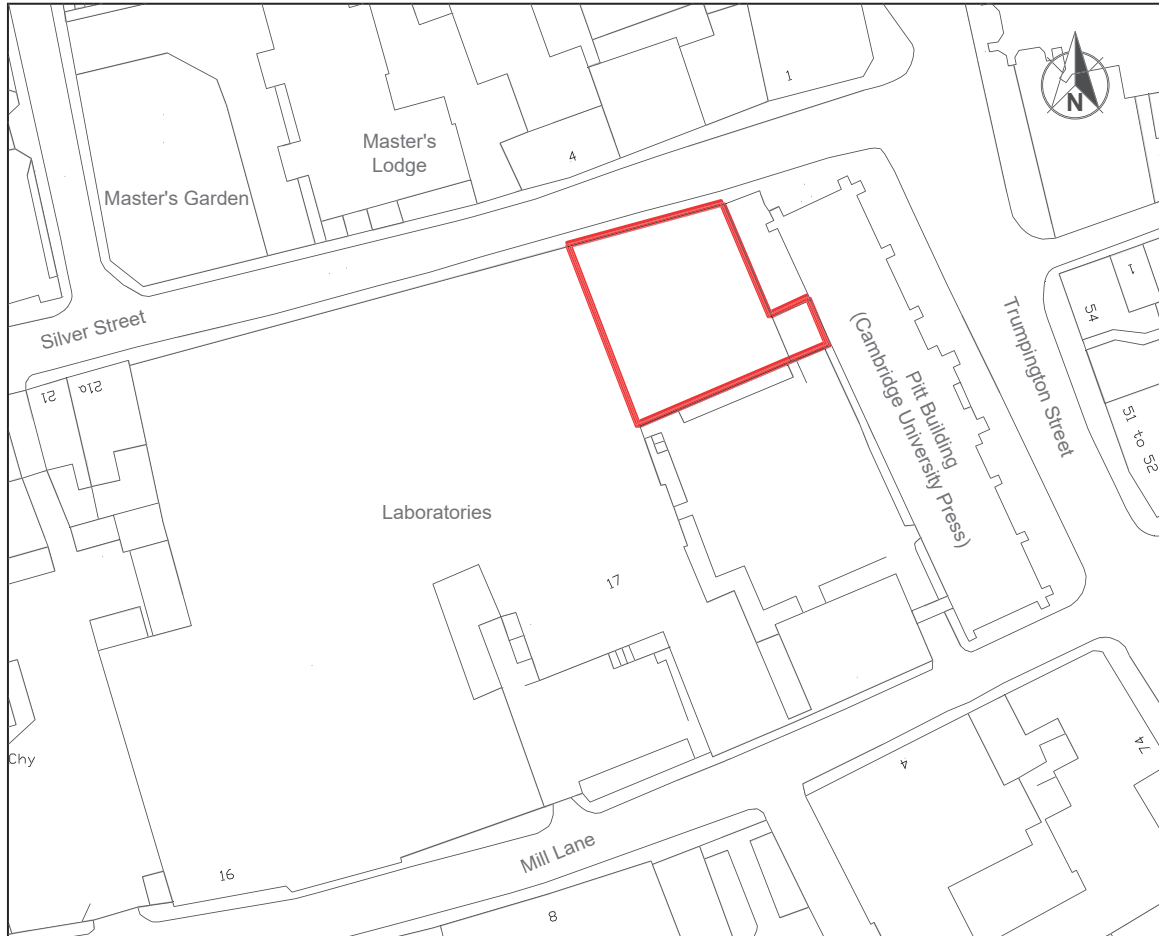 1
N
Master's
Lodge
4
Master's Garden
1
54
Silver Street
Trumpington Street
21
21a
Pitt Building
(Cambridge University Press)
51 to 52
Laboratories
17
Chy
74
4
Mill Lane
16
8